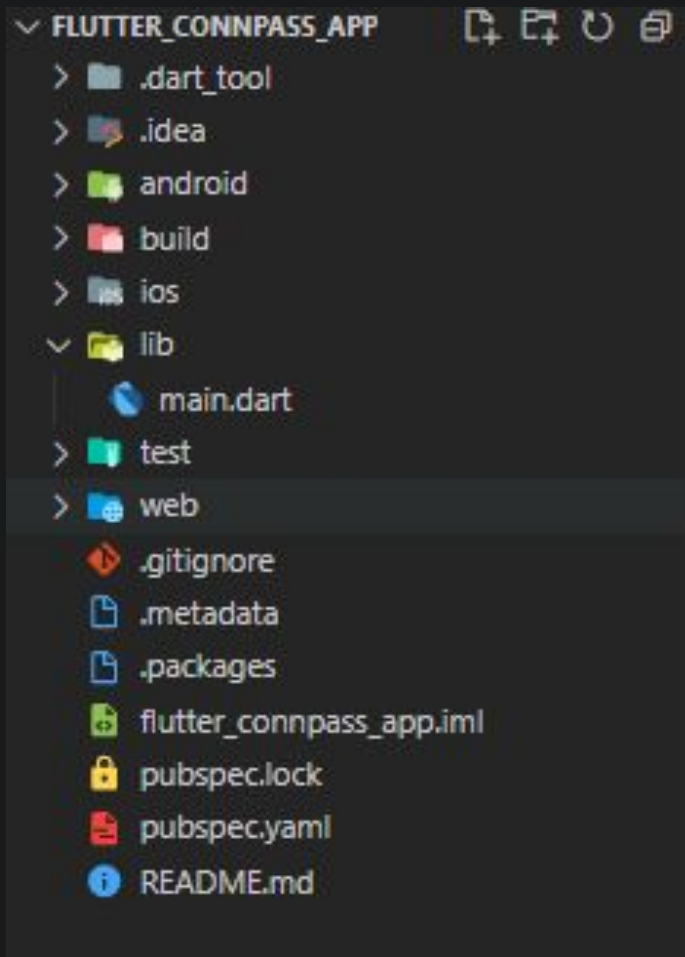 FLUTTER_CONNPASS_APP
.dart_tool
.idea
android
build
ios
lib
main.dart
test
web
.gitignore
.metadata
.packages
flutter_connpass_app.iml
pubspec.lock
pubspec.yaml
README.md